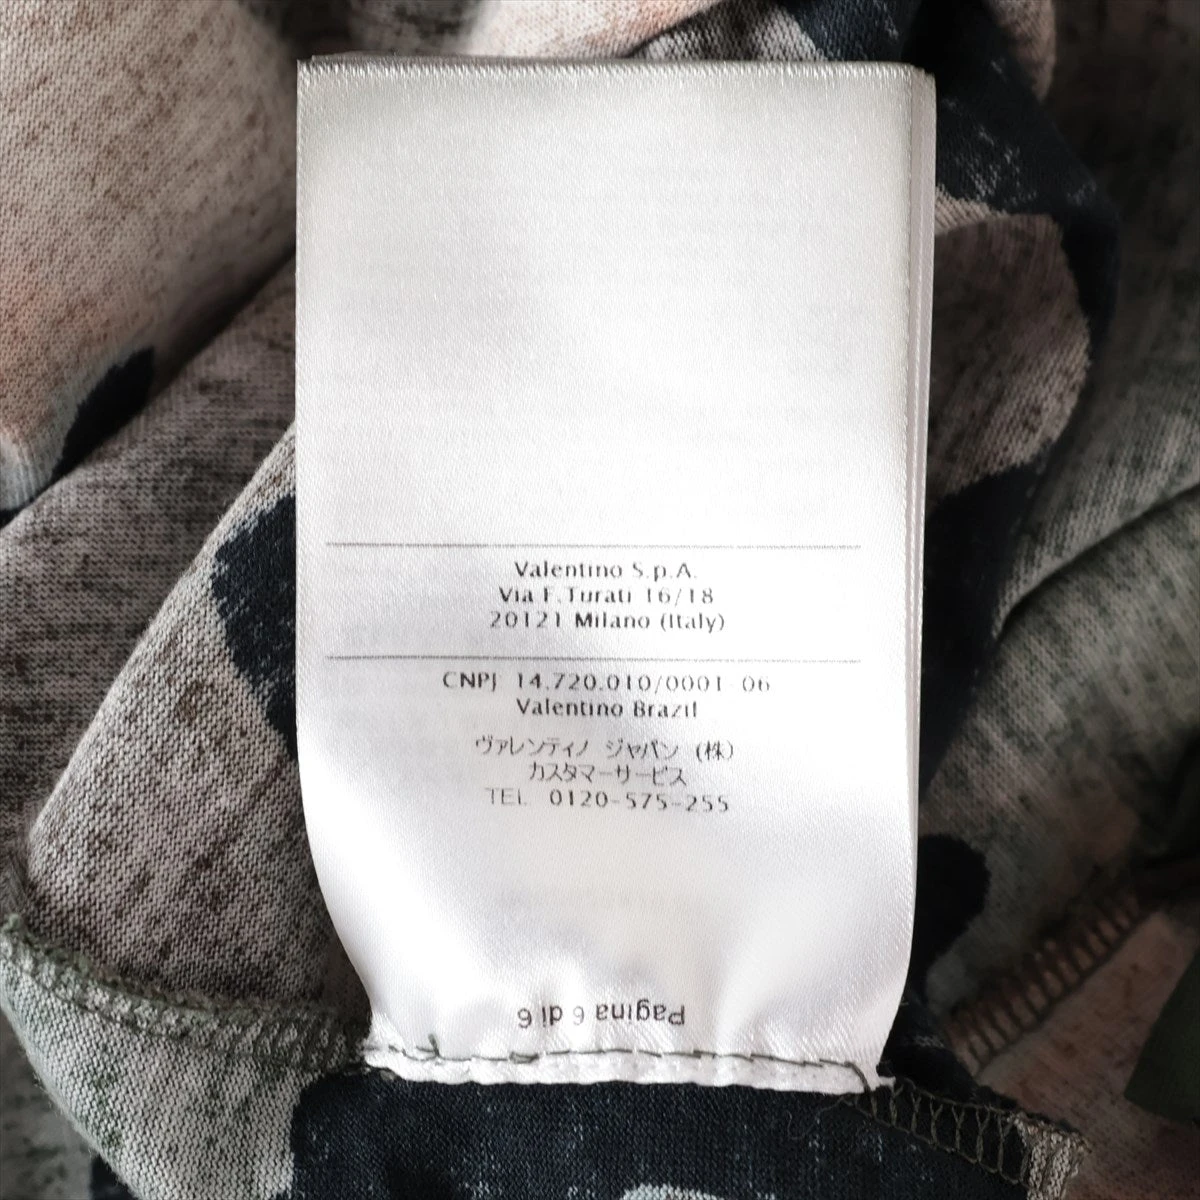 Valentino S.p.A.
Via F.Turati 16/18
20121 Milano (Italy)
CNPJ 14.720.010/0001-06
Valentino Brazil
ヴァレンティノ ジャパン (株)
カスタマーサービス
TEL 0120-575-255
Pagina 6 di 6